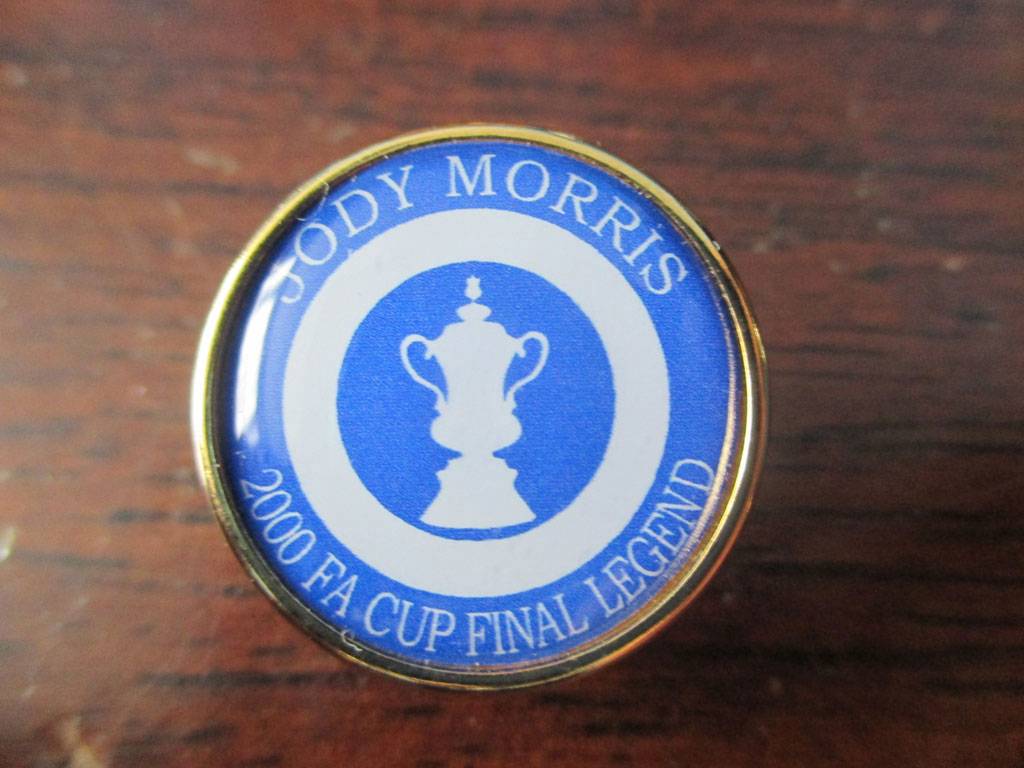 JODY MORRIS
2000 FA CUP FINAL LEGEND